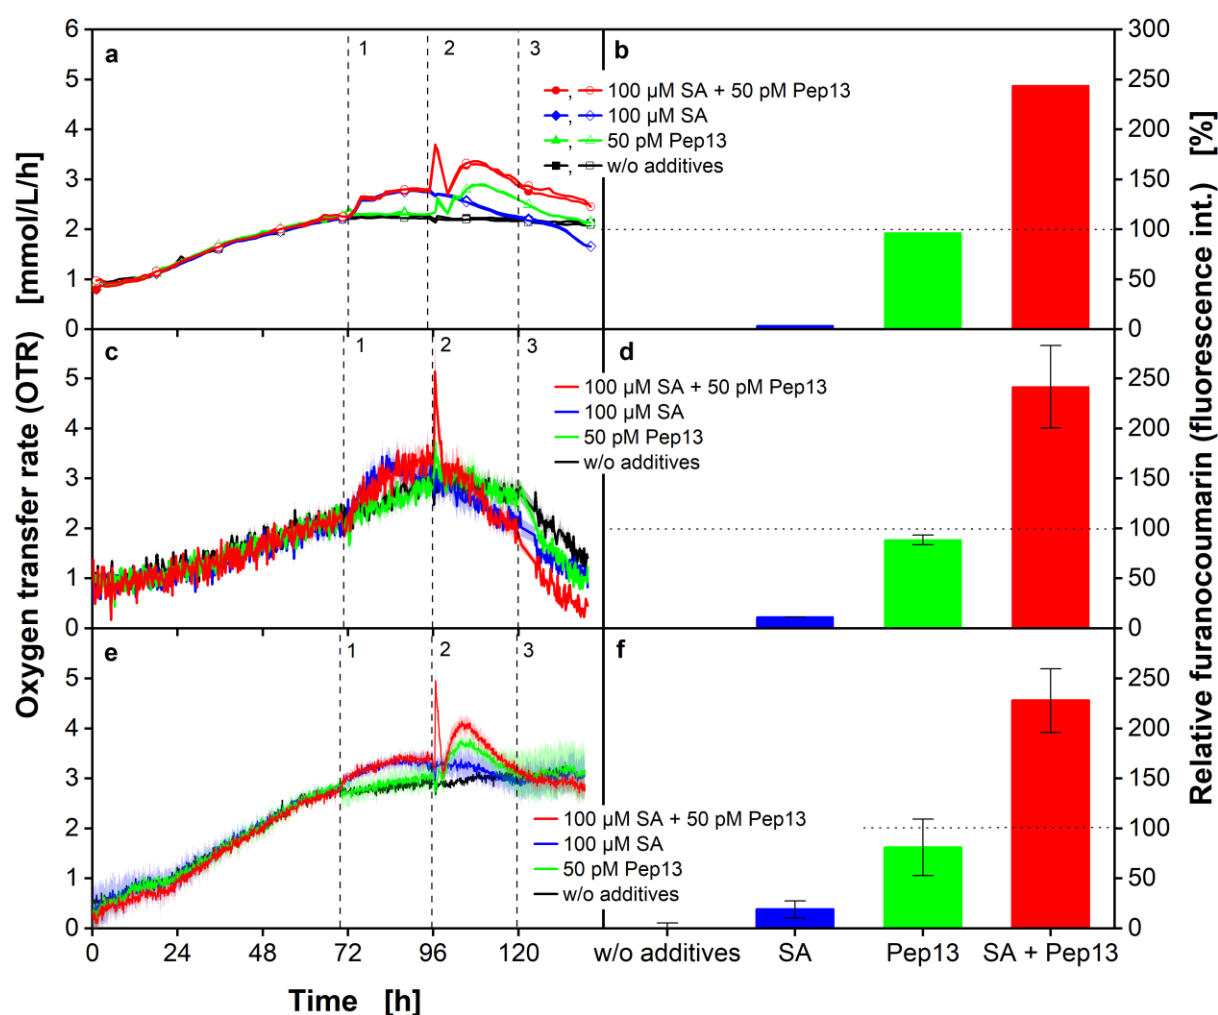 Oxygen transfer rate (OTR) [mmol/L/h]
Relative furanocoumarin (fluorescence int.) [%]
6
5
4
3
2
1
0
a
1
2
3
b
100 µM SA + 50 pM Pep13
100 µM SA
50 pM Pep13
w/o additives
300
250
200
150
100
50
0
5
4
3
2
1
0
c
1
2
3
d
100 µM SA + 50 pM Pep13
100 µM SA
50 pM Pep13
w/o additives
250
200
150
100
50
0
5
4
3
2
1
0
e
1
2
3
f
100 µM SA + 50 pM Pep13
100 µM SA
50 pM Pep13
w/o additives
250
200
150
100
50
0
0 24 48 72 96 120
w/o additives SA Pep13 SA + Pep13
Time [h]